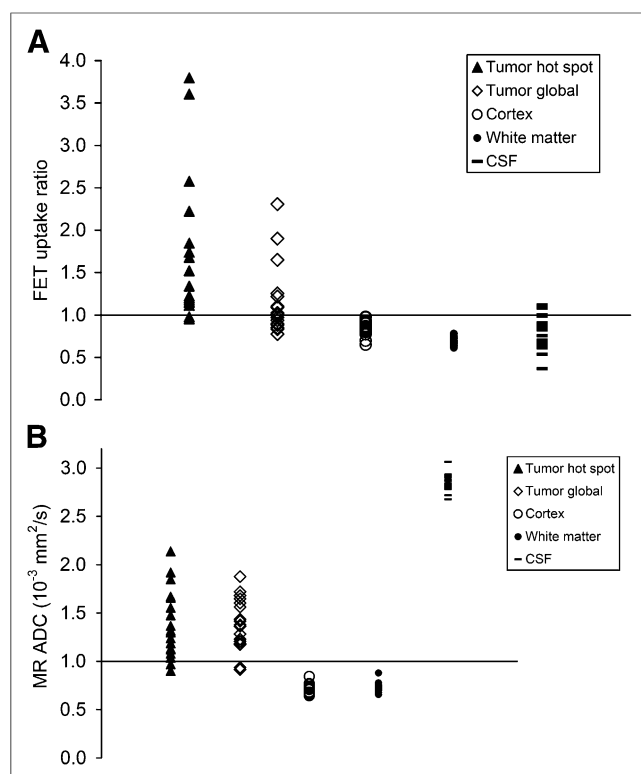 A
4.0
3.5
3.0
2.5
2.0
1.5
1.0
0.5
0.0
FET uptake ratio
Tumor hot spot
Tumor global
Cortex
White matter
CSF
B
3.0
2.5
2.0
1.5
1.0
0.5
0.0
MR ADC (10⁻³ mm²/s)
Tumor hot spot
Tumor global
Cortex
White matter
CSF